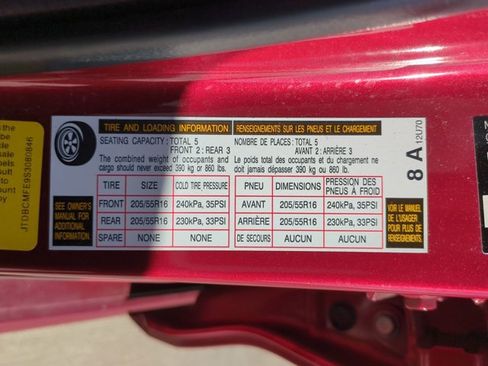 TIRE AND LOADING INFORMATION
SEATING CAPACITY : TOTAL 5
FRONT 2 : REAR 3
The combined weight of occupants and
cargo should never exceed 390 kg or 860 lbs.
TIRE SIZE COLD TIRE PRESSURE
FRONT 205/55R16 240kPa, 35PSI
REAR 205/55R16 230kPa, 33PSI
SPARE NONE NONE
SEE OWNER'S
MANUAL FOR
ADDITIONAL
INFORMATION.
RENSEIGNEMENTS SUR LES PNEUS ET LE CHARGEMENT
NOMBRE DE PLACES : TOTAL 5
AVANT 2 : ARRIÈRE 3
Le poids total des occupants et du chargement ne
doit jamais dépasser 390 kg ou 860 lb.
PNEU DIMENSIONS PRESSION DES
PNEUS A FROID
AVANT 205/55R16 240kPa, 35PSI
ARRIÈRE 205/55R16 230kPa, 33PSI
DE SECOURS AUCUN AUCUN
VOIR LE MANUEL
DE L'USAGER
POUR PLUS DE
RENSEIGNEMENTS.
8 A 12U70
JTDBCMFE9S3080846